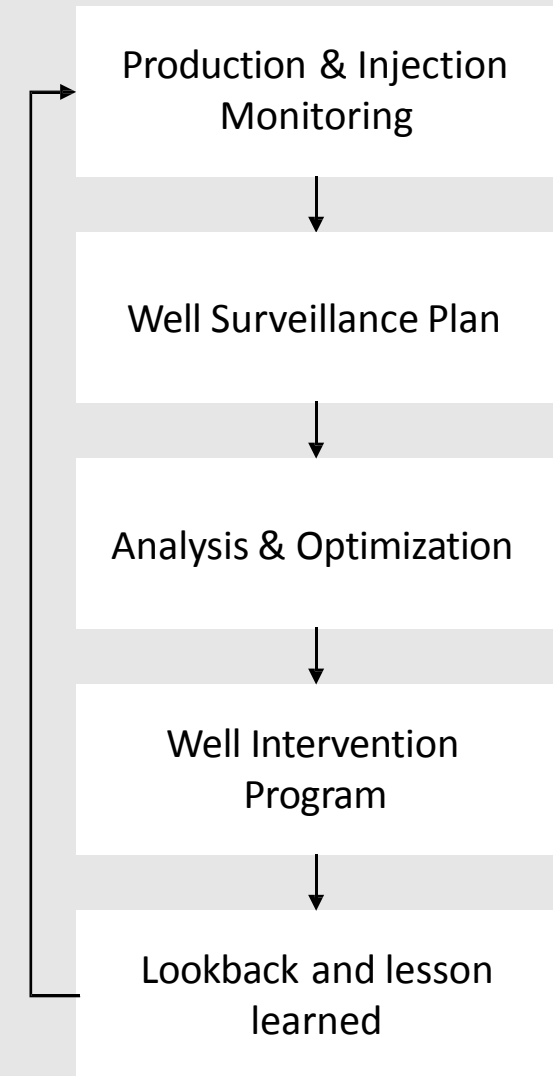 Production & Injection
Monitoring
Well Surveillance Plan
Analysis & Optimization
Well Intervention
Program
Lookback and lesson
learned